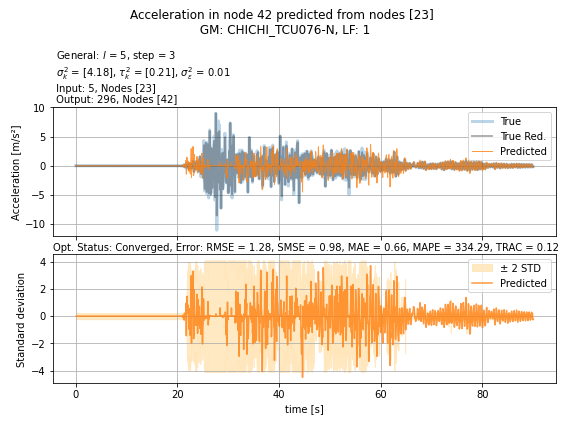 Acceleration in node 42 predicted from nodes [23]
GM: CHICHI_TCU076-N, LF: 1
General: l = 5, step = 3
σ²ₖ = [4.18], τ²ₖ = [0.21], σ²ε = 0.01
Input: 5, Nodes [23]
Output: 296, Nodes [42]
10
5
0
−5
−10
Acceleration [m/s²]
True
True Red.
Predicted
Opt. Status: Converged, Error: RMSE = 1.28, SMSE = 0.98, MAE = 0.66, MAPE = 334.29, TRAC = 0.12
4
2
0
−2
−4
Standard deviation
± 2 STD
Predicted
0 20 40 60 80
time [s]